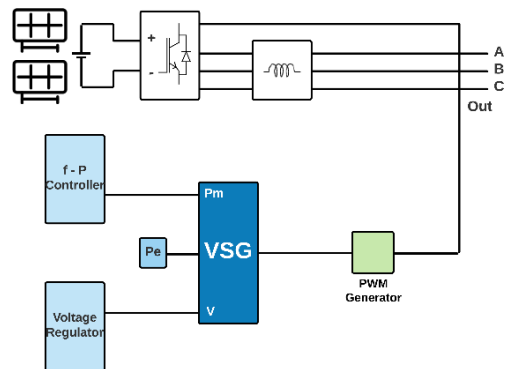 +
-
A
B
C
Out
f - P
Controller
Pm
Pe
VSG
V
Voltage
Regulator
PWM
Generator